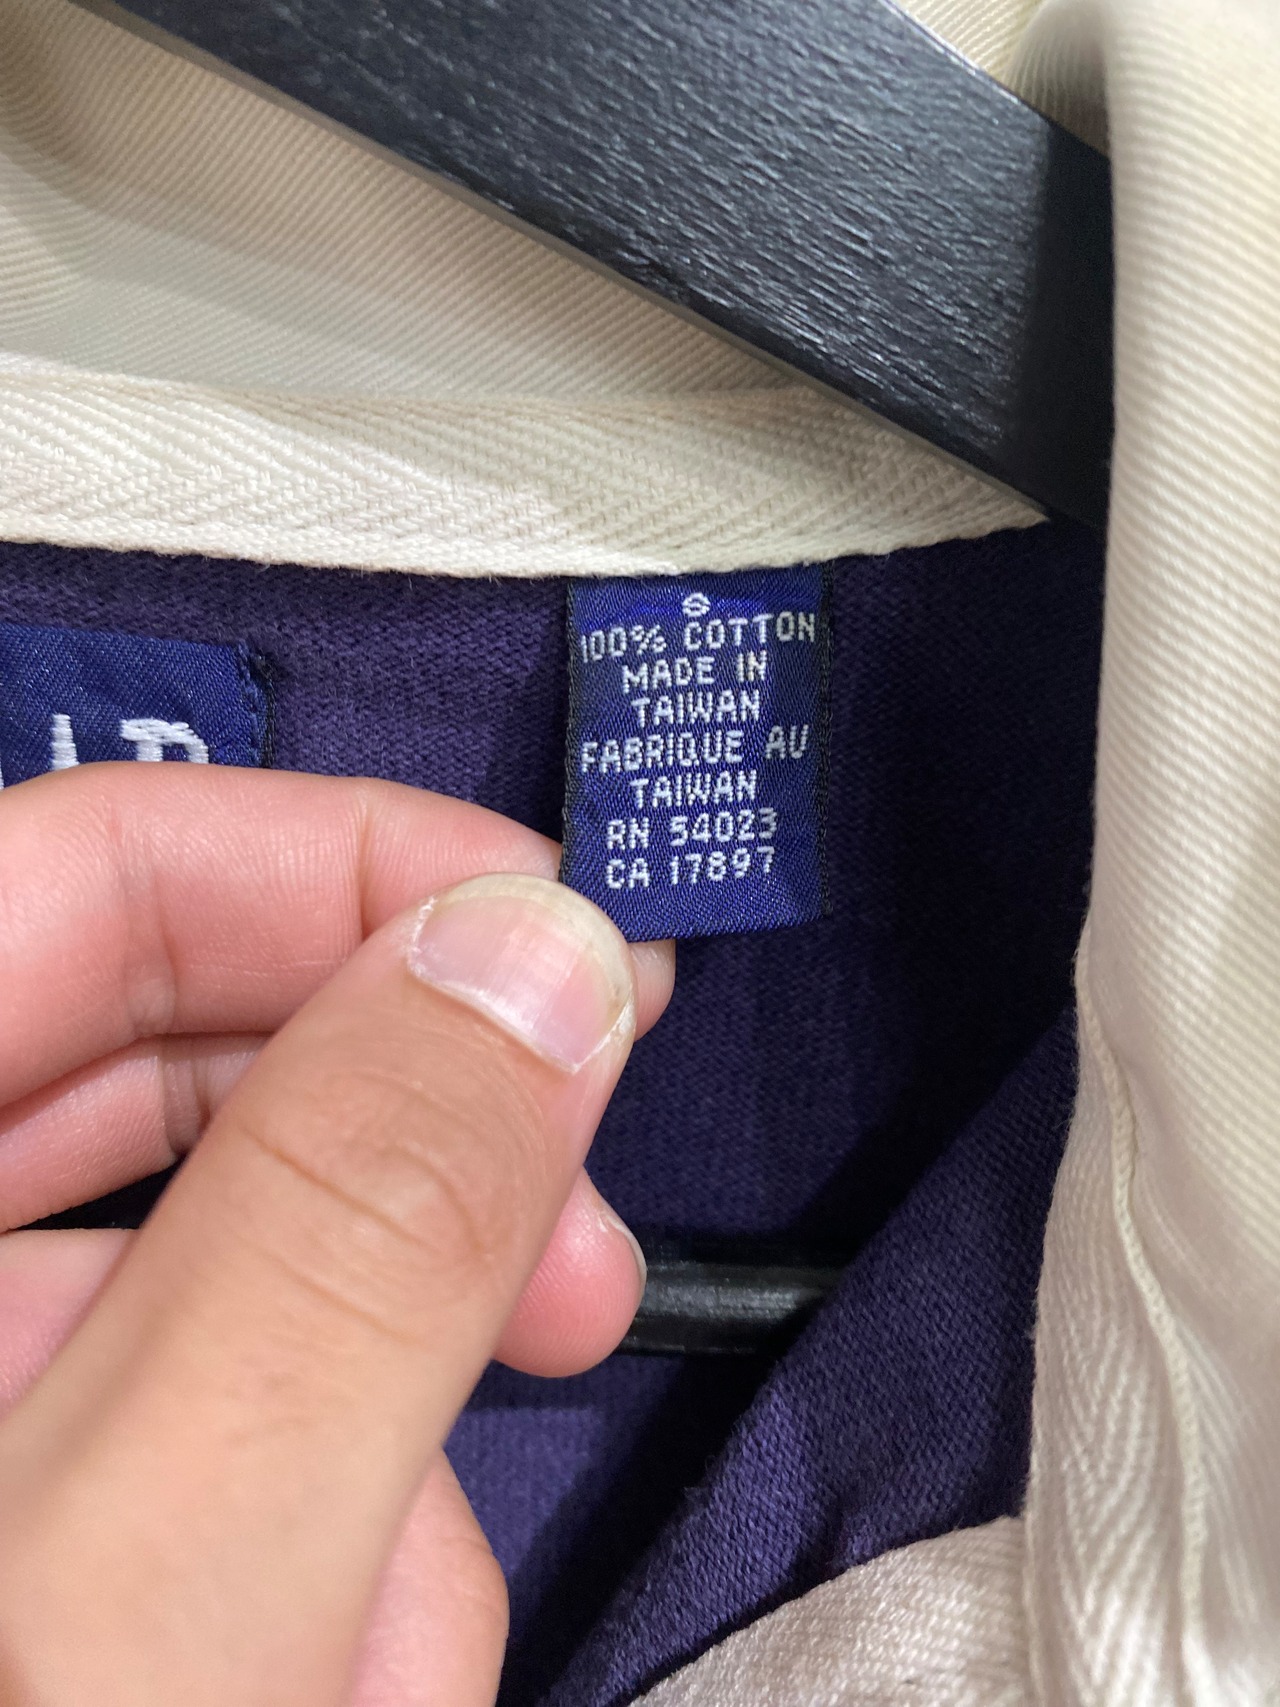 S
100% COTTON
MADE IN
TAIWAN
FABRIQUE AU
TAIWAN
RN 54023
CA 17897